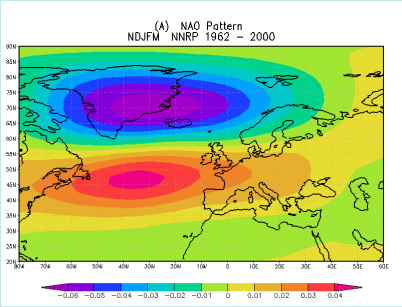 (A) NAO Pattern
NDJFM NNRP 1962 - 2000
90N
85N
80N
75N
70N
65N
60N
55N
50N
45N
40N
35N
30N
25N
20N
80W 70W 60W 50W 40W 30W 20W 10W 0 10E 20E 30E 40E 50E 60E
-0.06 -0.05 -0.04 -0.03 -0.02 -0.01 0 0.01 0.02 0.03 0.04